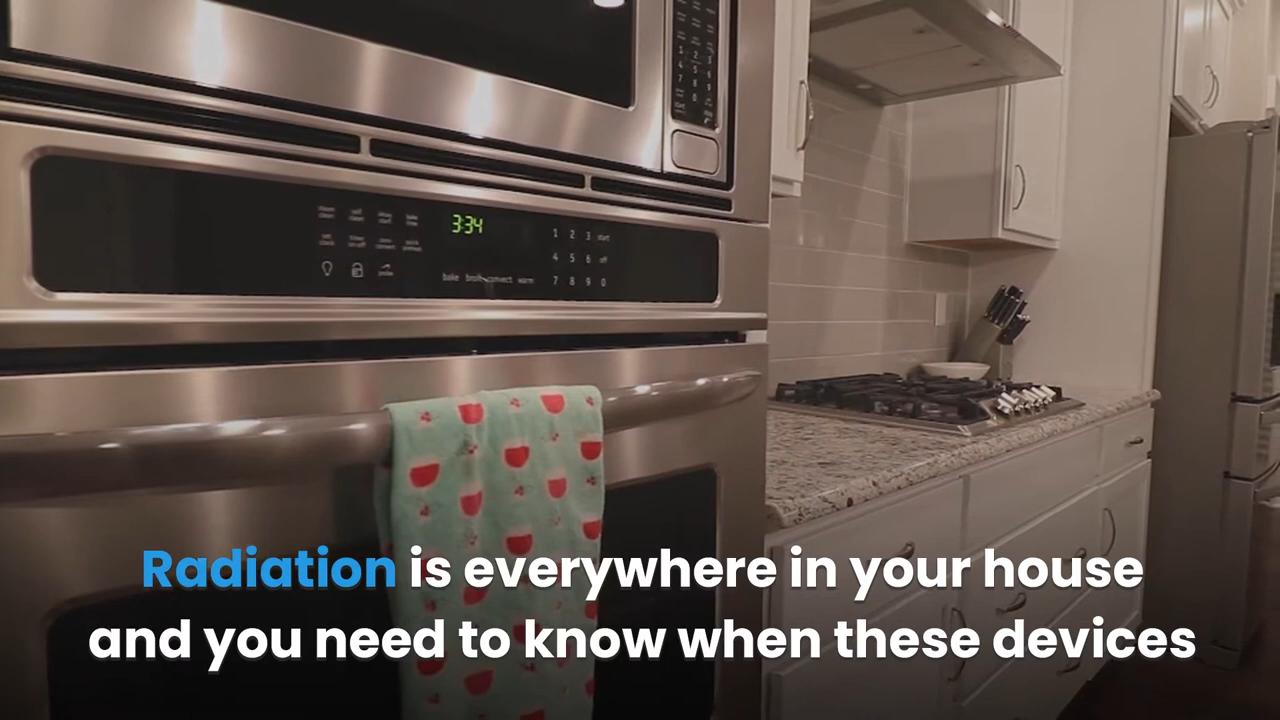 3:34
1 2 3 start
4 5 6 off
bake broil convect warm
7 8 9 0
Radiation is everywhere in your house
and you need to know when these devices